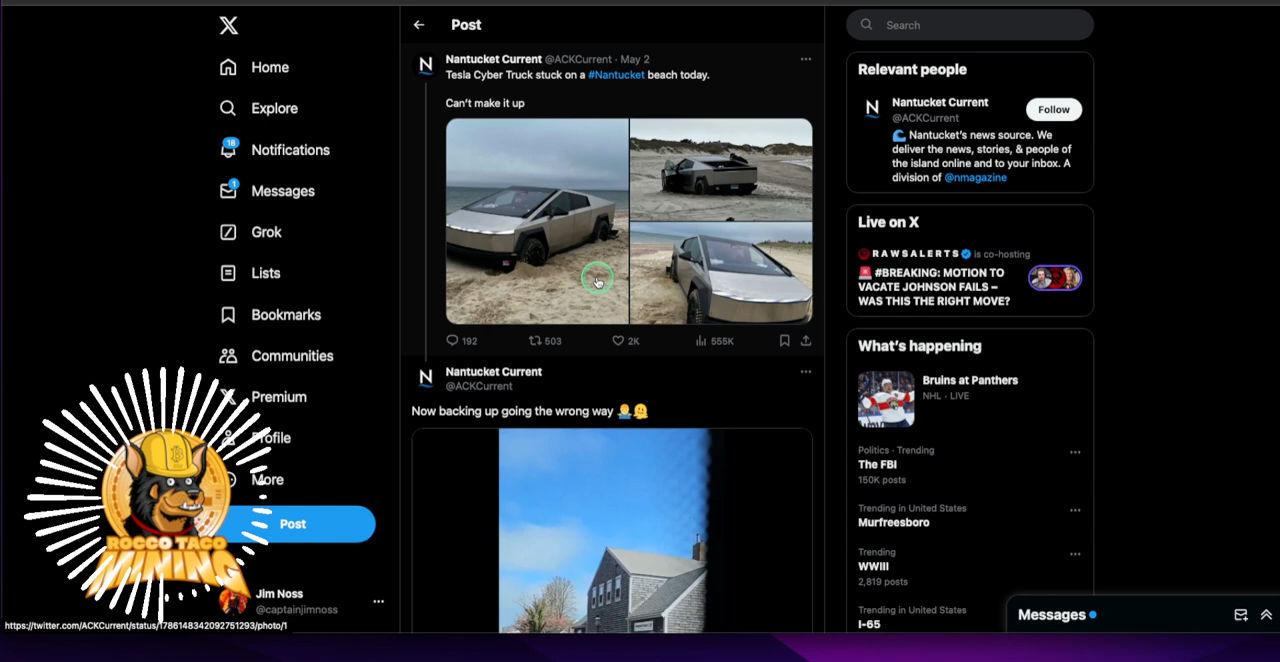 Home
Explore
18
Notifications
1
Messages
Grok
Lists
Bookmarks
Communities
Premium
Profile
More
Post
ROCCO TACO
MINING
Jim Noss
@captainjimnoss
https://twitter.com/ACKCurrent/status/1786148342092751293/photo/1
Post
Nantucket Current @ACKCurrent · May 2
Tesla Cyber Truck stuck on a #Nantucket beach today.
Can't make it up
192
503
2K
555K
Nantucket Current
@ACKCurrent
Now backing up going the wrong way
Search
Relevant people
Nantucket Current
@ACKCurrent
Follow
Nantucket's news source. We
deliver the news, stories, & people of
the island online and to your inbox. A
division of @nmagazine
Live on X
RAWSALERTS is co-hosting
#BREAKING: MOTION TO
VACATE JOHNSON FAILS –
WAS THIS THE RIGHT MOVE?
What's happening
Bruins at Panthers
NHL · LIVE
Politics · Trending
The FBI
150K posts
Trending in United States
Murfreesboro
Trending
WWIII
2,819 posts
Trending in United States
I-65
Messages